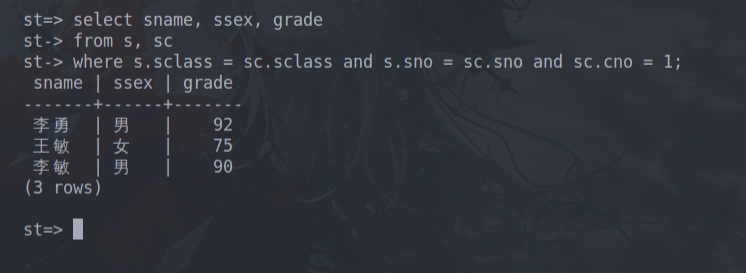 st=> select sname, ssex, grade
st-> from s, sc
st-> where s.sclass = sc.sclass and s.sno = sc.sno and sc.cno = 1;
 sname | ssex | grade
-------+------+-------
 李勇  | 男   |    92
 王敏  | 女   |    75
 李敏  | 男   |    90
(3 rows)

st=>